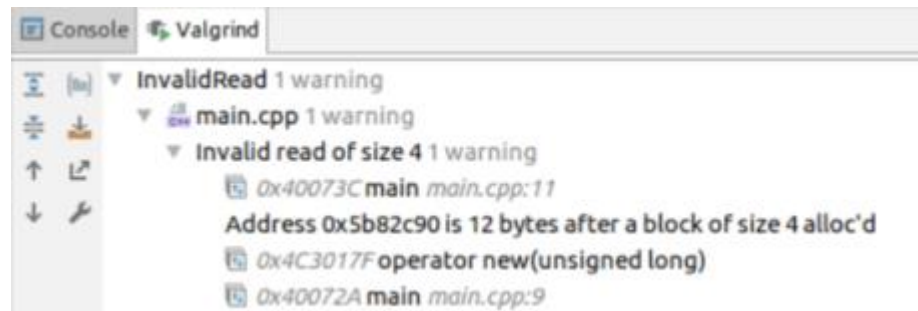 Console Valgrind
InvalidRead 1 warning
main.cpp 1 warning
Invalid read of size 4 1 warning
0x40073C main main.cpp:11
Address 0x5b82c90 is 12 bytes after a block of size 4 alloc'd
0x4C3017F operator new(unsigned long)
0x40072A main main.cpp:9